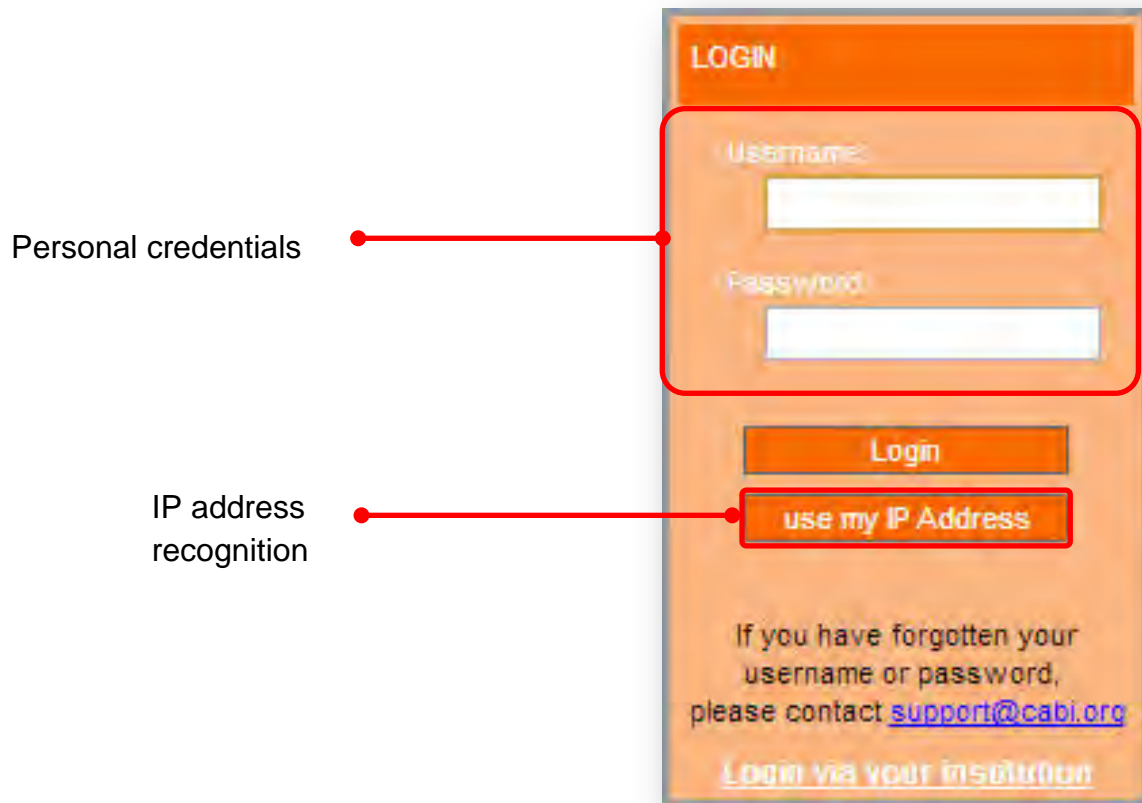 LOGIN
Username:
Personal credentials
Password:
Login
IP address
recognition
use my IP Address
If you have forgotten your
username or password,
please contact support@cabi.org
Login via your institution